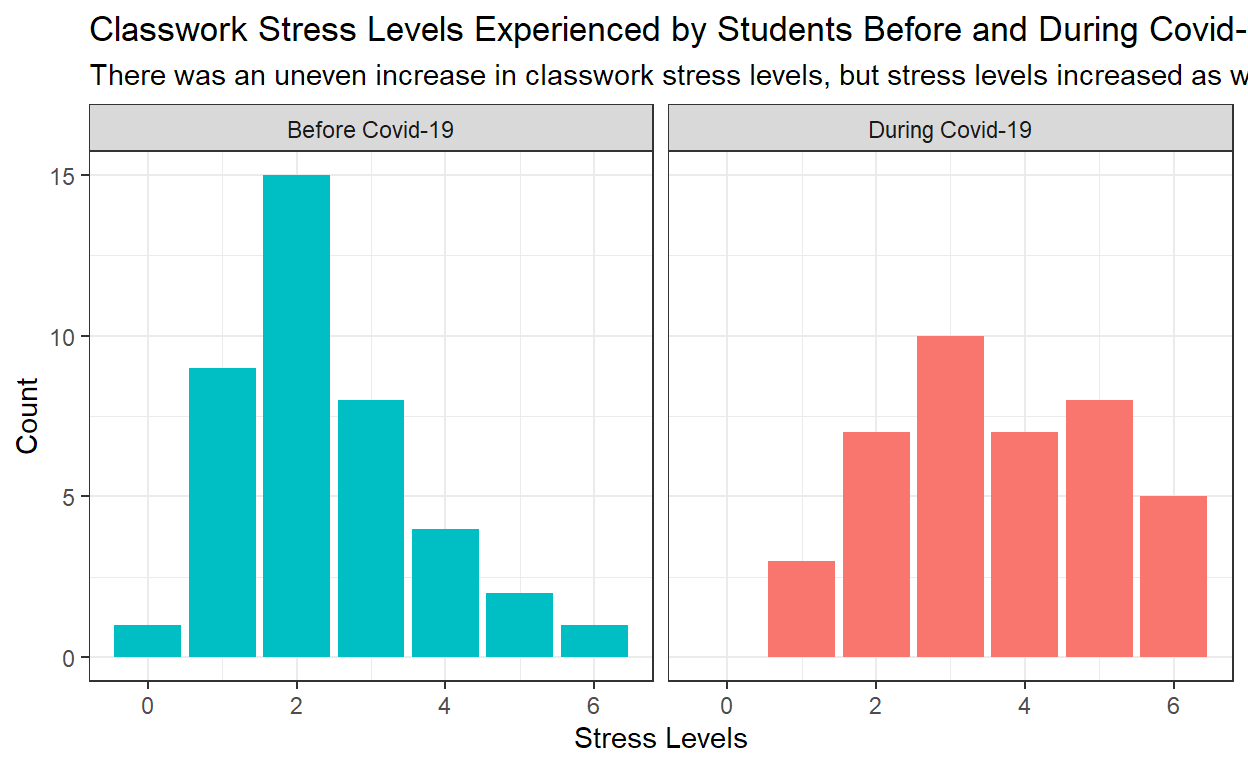 Classwork Stress Levels Experienced by Students Before and During Covid-
There was an uneven increase in classwork stress levels, but stress levels increased as
Before Covid-19
During Covid-19
Count
15
10
5
0
0 2 4 6
0 2 4 6
Stress Levels